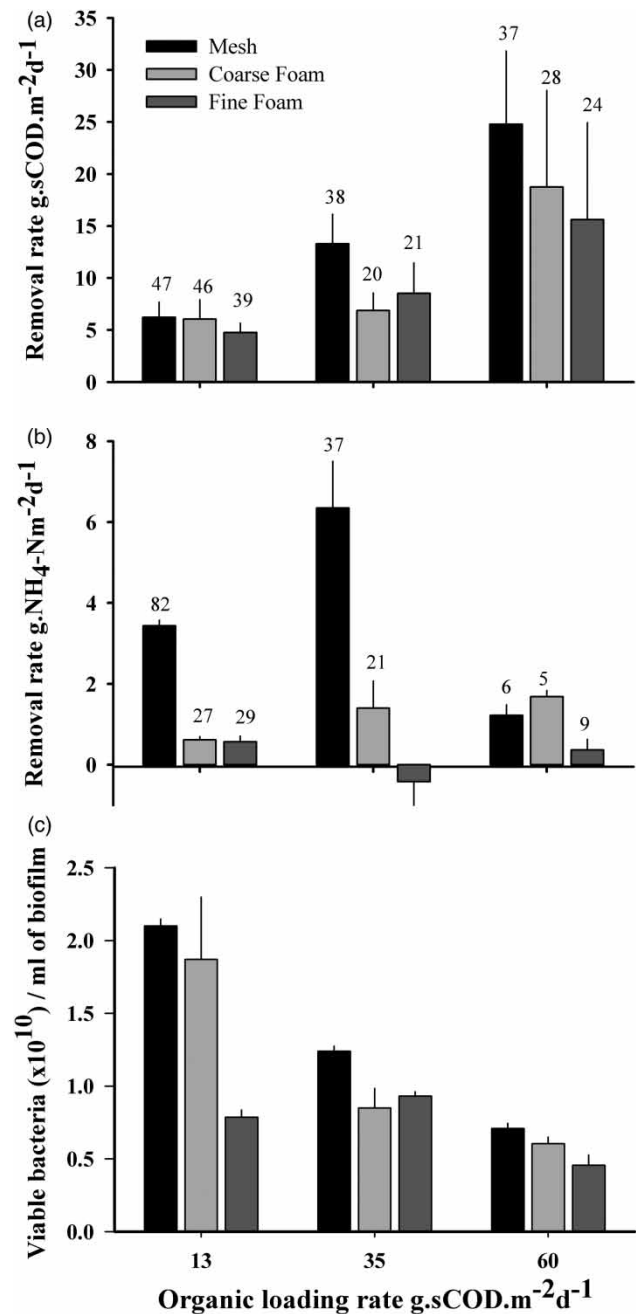 (a)
35
30
25
20
15
10
5
0
Removal rate g.sCOD.m⁻²d⁻¹
Mesh
Coarse Foam
Fine Foam
47 46 39
38 20 21
37 28 24
(b)
8
6
4
2
0
Removal rate g.NH₄-Nm⁻²d⁻¹
82 27 29
37 21
6 5 9
(c)
2.5
2.0
1.5
1.0
0.5
0.0
Viable bacteria (x10¹⁰) / ml of biofilm
13 35 60
Organic loading rate g.sCOD.m⁻²d⁻¹